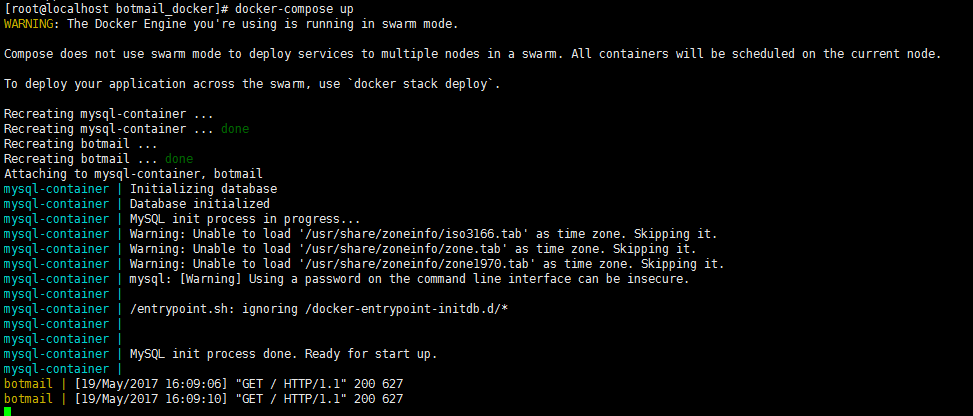 [root@localhost botmail_docker]# docker-compose up
WARNING: The Docker Engine you're using is running in swarm mode.
Compose does not use swarm mode to deploy services to multiple nodes in a swarm. All containers will be scheduled on the current node.
To deploy your application across the swarm, use `docker stack deploy`.
Recreating mysql-container ...
Recreating mysql-container ... done
Recreating botmail ...
Recreating botmail ... done
Attaching to mysql-container, botmail
mysql-container | Initializing database
mysql-container | Database initialized
mysql-container | MySQL init process in progress...
mysql-container | Warning: Unable to load '/usr/share/zoneinfo/iso3166.tab' as time zone. Skipping it.
mysql-container | Warning: Unable to load '/usr/share/zoneinfo/zone.tab' as time zone. Skipping it.
mysql-container | Warning: Unable to load '/usr/share/zoneinfo/zone1970.tab' as time zone. Skipping it.
mysql-container | mysql: [Warning] Using a password on the command line interface can be insecure.
mysql-container |
mysql-container | /entrypoint.sh: ignoring /docker-entrypoint-initdb.d/*
mysql-container |
mysql-container |
mysql-container | MySQL init process done. Ready for start up.
mysql-container |
botmail | [19/May/2017 16:09:06] "GET / HTTP/1.1" 200 627
botmail | [19/May/2017 16:09:10] "GET / HTTP/1.1" 200 627